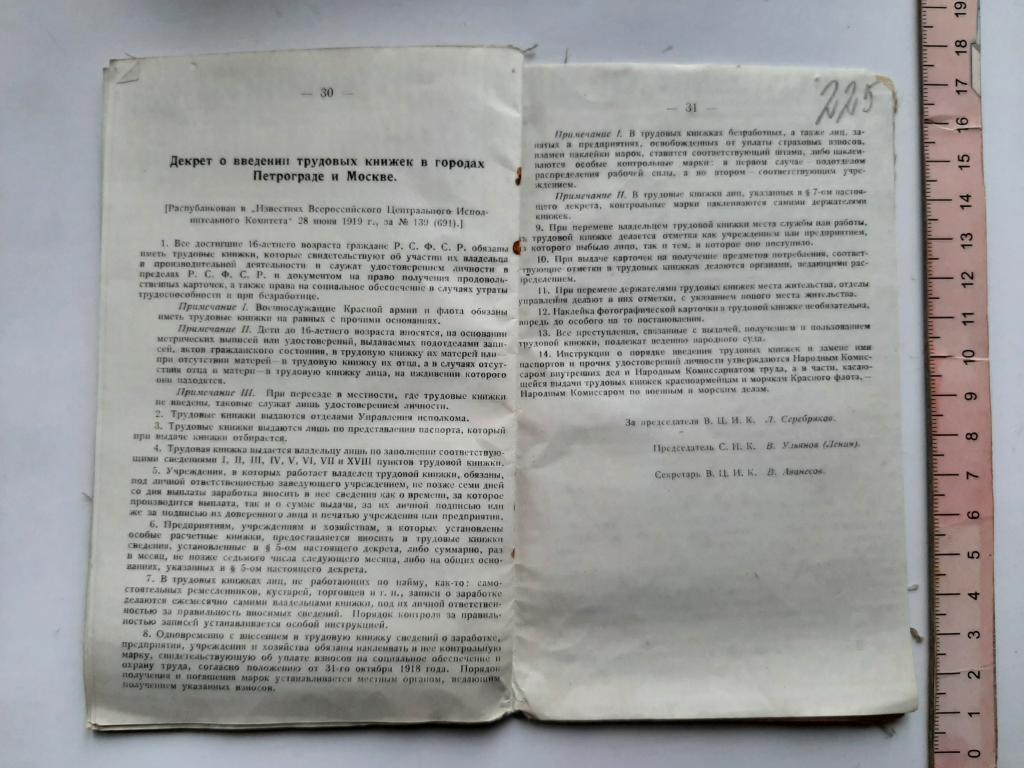 — 30 —
Декрет о введении трудовых книжек в городах
Петрограде и Москве.
[Распубликован в „Известиях Всероссийского Центрального Испол-
нительного Комитета“ 28 июня 1919 г., за № 139 (691).]
1. Все достигшие 16-летнего возраста граждане Р. С. Ф. С. Р. обязаны
иметь трудовые книжки, которые свидетельствуют об участии их владельца
в производительной деятельности и служат удостоверением личности в
пределах Р. С. Ф. С. Р. и документом на право получения продоволь-
ственных карточек, а также права на социальное обеспечение в случаях утраты
трудоспособности и при безработице.
Примечание I. Военнослужащие Красной армии и флота обязаны
иметь трудовые книжки на равных с прочими основаниях.
Примечание II. Дети до 16-летнего возраста вносятся, на основании
метрических выписей или удостоверений, выдаваемых подотделами запи-
сей, актов гражданского состояния, в трудовую книжку их матерей или—
при отсутствии матерей—в трудовую книжку их отца, а в случаях отсут-
ствия отца и матери—в трудовую книжку лица, на иждивении которого
они находятся.
Примечание III. При переезде в местности, где трудовые книжки
не введены, таковые служат лишь удостоверением личности.
2. Трудовые книжки выдаются отделами Управления исполкома.
3. Трудовые книжки выдаются лишь по представлении паспорта, который
при выдаче книжки отбирается.
4. Трудовая книжка выдается владельцу лишь по заполнении соответствую-
щими сведениями I, II, III, IV, V, VI, VII и XVIII пунктов трудовой книжки.
5. Учреждения, в которых работает владелец трудовой книжки, обязаны,
под личной ответственностью заведующего учреждением, не позже семи дней
со дня выплаты заработка вносить в нее сведения как о времени, за которое
производится выплата, так и о сумме выдачи, за их личной подписью или
же за подписью их доверенного лица и печатью учреждения или предприятия.
6. Предприятиям, учреждениям и хозяйствам, в которых установлены
особые расчетные книжки, предоставляется вносить в трудовые книжки
сведения, установленные в § 5-ом настоящего декрета, либо суммарно, раз
в месяц, не позже седьмого числа следующего месяца, либо на общих осно-
ваниях, указанных в § 5-ом настоящего декрета.
7. В трудовых книжках лиц, не работающих по найму, как-то: само-
стоятельных ремесленников, кустарей, торговцев и т. п., записи о заработке
делаются ежемесячно самими владельцами книжки, под их личной ответствен-
ностью за правильность вносимых сведений. Порядок контроля за правиль-
ностью записей устанавливается особой инструкцией.
8. Одновременно с внесением в трудовую книжку сведений о заработке,
предприятия, учреждения и хозяйства обязаны наклеивать в нее контрольную
марку, свидетельствующую об уплате взносов на социальное обеспечение и
охрану труда, согласно положению от 31-го октября 1918 года. Порядок
получения и погашения марок устанавливается местным органом, ведающим
получением указанных взносов.
— 31 —
225
Примечание I. В трудовых книжках безработных, а также лиц, за-
нятых в предприятиях, освобожденных от уплаты страховых взносов,
взамен наклейки марок, ставится соответствующий штамп, либо наклеи-
ваются особые контрольные марки: в первом случае — подотделом
распределения рабочей силы, а во втором — соответствующим учре-
ждением.
Примечание II. В трудовые книжки лиц, указанных в § 7-ом настоя-
щего декрета, контрольные марки наклеиваются самими держателями
книжек.
9. При перемене владельцем трудовой книжки места службы или работы,
в трудовой книжке делается отметка как учреждением или предприятием,
из которого выбыло лицо, так и тем, в которое оно поступило.
10. При выдаче карточек на получение предметов потребления, соответ-
ствующие отметки в трудовых книжках делаются органами, ведающими рас-
пределением.
11. При перемене держателями трудовых книжек места жительства, отделы
управления делают в них отметки, с указанием нового места жительства.
12. Наклейка фотографической карточки в трудовой книжке необязательна,
впредь до особого на то постановления.
13. Все преступления, связанные с выдачей, получением и пользованием
трудовой книжки, подлежат ведению народного суда.
14. Инструкции о порядке введения трудовых книжек и замене ими
паспортов и прочих удостоверений личности утверждаются Народным Комис-
саром внутренних дел и Народным Комиссариатом труда, а в части, касаю-
щейся выдачи трудовых книжек красноармейцам и морякам Красного флота,—
Народным Комиссаром по военным и морским делам.
За председателя В. Ц. И. К. Л. Серебряков.
Председатель С. Н. К. В. Ульянов (Ленин).
Секретарь В. Ц. И. К. В. Аванесов.
19
18
17
16
15
14
13
12
11
10
9
8
7
6
5
4
3
2
1
0